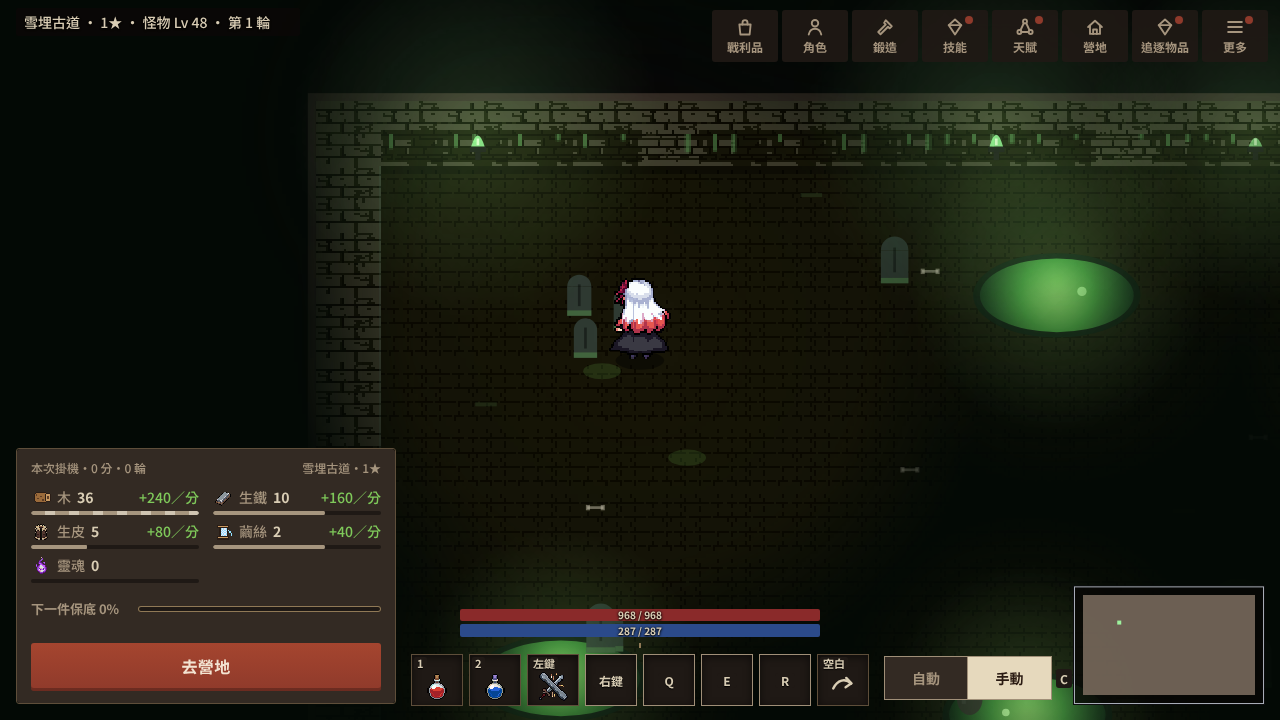 雪埋古道 · 1★ · 怪物 Lv 48 · 第 1 輪
戰利品
角色
鍛造
技能
天賦
營地
追逐物品
更多
本次掛機·0 分·0 輪
雪埋古道·1★
木 36 +240／分
生鐵 10 +160／分
生皮 5 +80／分
繭絲 2 +40／分
靈魂 0
下一件保底 0%
去營地
968 / 968
287 / 287
1
2
左鍵
右鍵
Q
E
R
空白
自動
手動
C